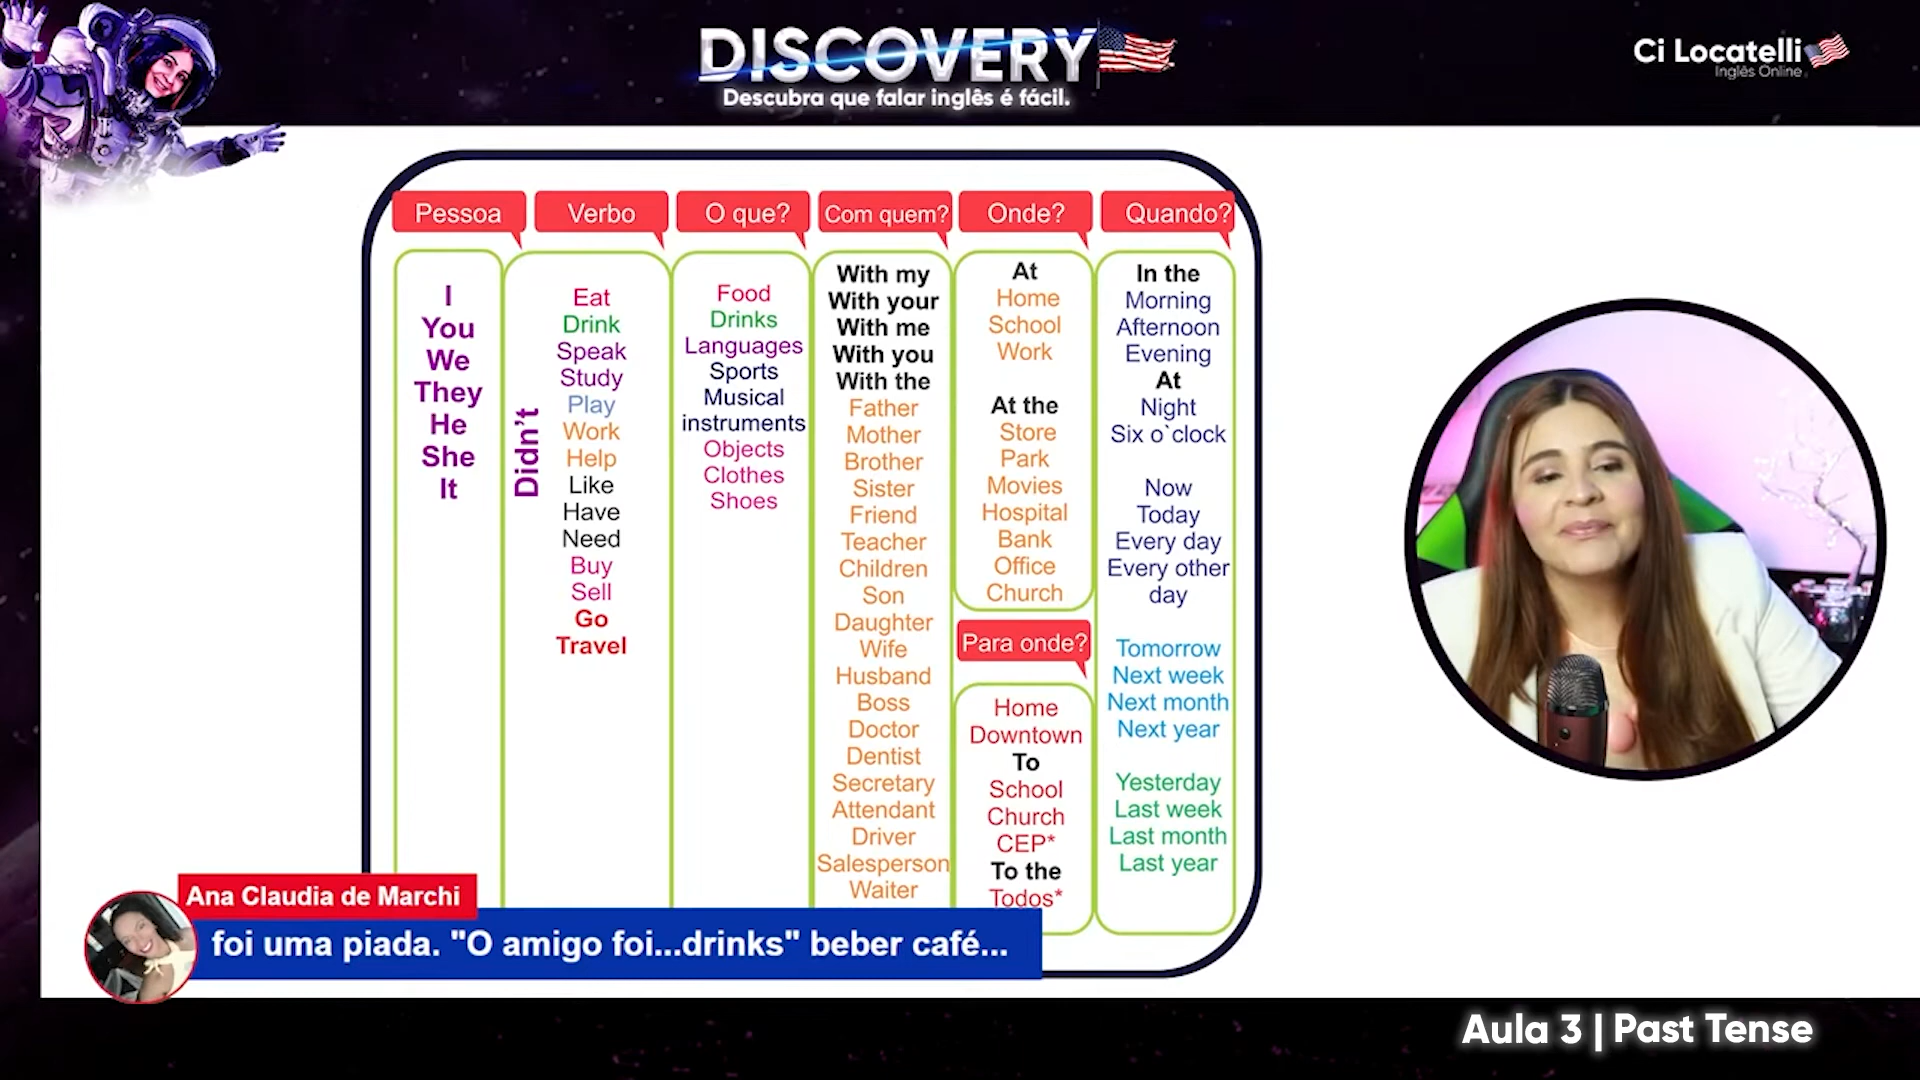 DISCOVERY
Descubra que falar inglês é fácil.
Ci Locatelli
Inglês Online
Pessoa
I
You
We
They
He
She
It
Verbo
Didn't
Eat
Drink
Speak
Study
Play
Work
Help
Like
Have
Need
Buy
Sell
Go
Travel
O que?
Food
Drinks
Languages
Sports
Musical
instruments
Objects
Clothes
Shoes
Com quem?
With my
With your
With me
With you
With the
Father
Mother
Brother
Sister
Friend
Teacher
Children
Son
Daughter
Wife
Husband
Boss
Doctor
Dentist
Secretary
Attendant
Driver
Salesperson
Waiter
Onde?
At
Home
School
Work
At the
Store
Park
Movies
Hospital
Bank
Office
Church
Para onde?
Home
Downtown
To
School
Church
CEP*
To the
Todos*
Quando?
In the
Morning
Afternoon
Evening
At
Night
Six o`clock
Now
Today
Every day
Every other
day
Tomorrow
Next week
Next month
Next year
Yesterday
Last week
Last month
Last year
Ana Claudia de Marchi
foi uma piada. "O amigo foi...drinks" beber café...
Aula 3 | Past Tense